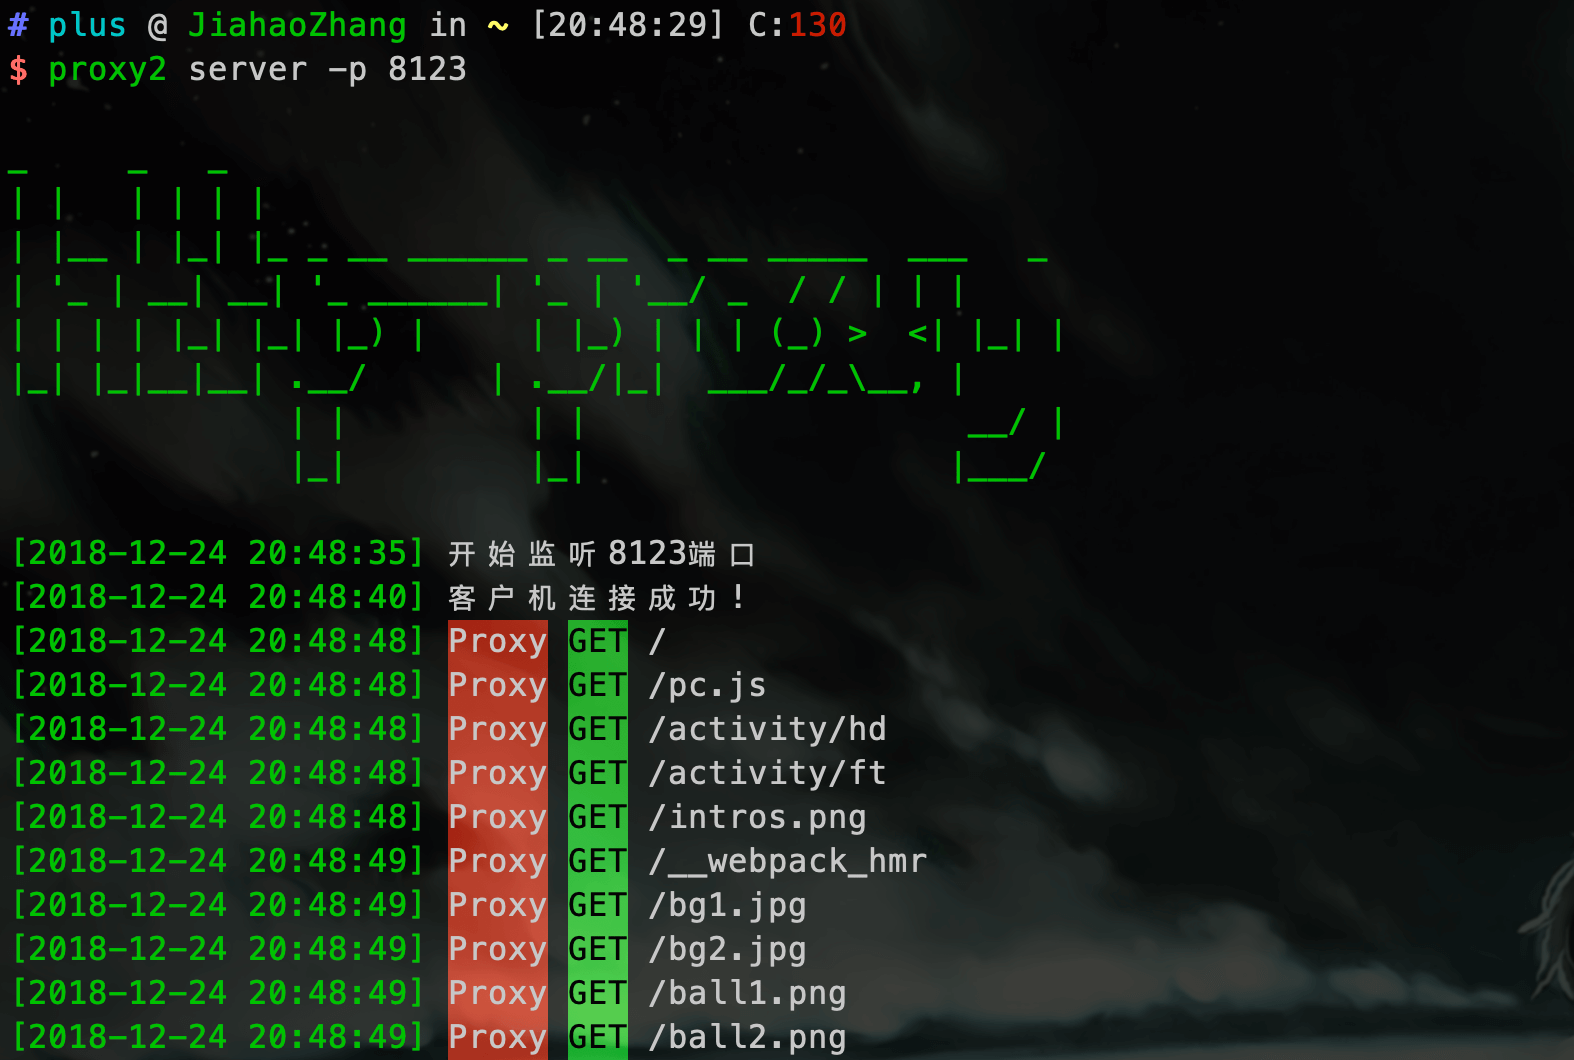 # plus @ JiahaoZhang in ~ [20:48:29] C:130
$ proxy2 server -p 8123
_     _   _
| |   | | | |
| |__ | |_| |_ _ __ ______ _ __  _ __ _____  ___   _
| '_ | __| __| '_ ______| '_ | '__/ _  / / | | |
| | | | |_| |_| |_) |     | |_) | | | (_) >  <| |_| |
|_| |_|__|__| .__/      | .__/|_|  ___/_/_\__, |
              | |         | |                   __/ |
              |_|         |_|                  |___/
[2018-12-24 20:48:35] 开始监听8123端口
[2018-12-24 20:48:40] 客户机连接成功!
[2018-12-24 20:48:48] Proxy GET /
[2018-12-24 20:48:48] Proxy GET /pc.js
[2018-12-24 20:48:48] Proxy GET /activity/hd
[2018-12-24 20:48:48] Proxy GET /activity/ft
[2018-12-24 20:48:48] Proxy GET /intros.png
[2018-12-24 20:48:49] Proxy GET /__webpack_hmr
[2018-12-24 20:48:49] Proxy GET /bg1.jpg
[2018-12-24 20:48:49] Proxy GET /bg2.jpg
[2018-12-24 20:48:49] Proxy GET /ball1.png
[2018-12-24 20:48:49] Proxy GET /ball2.png